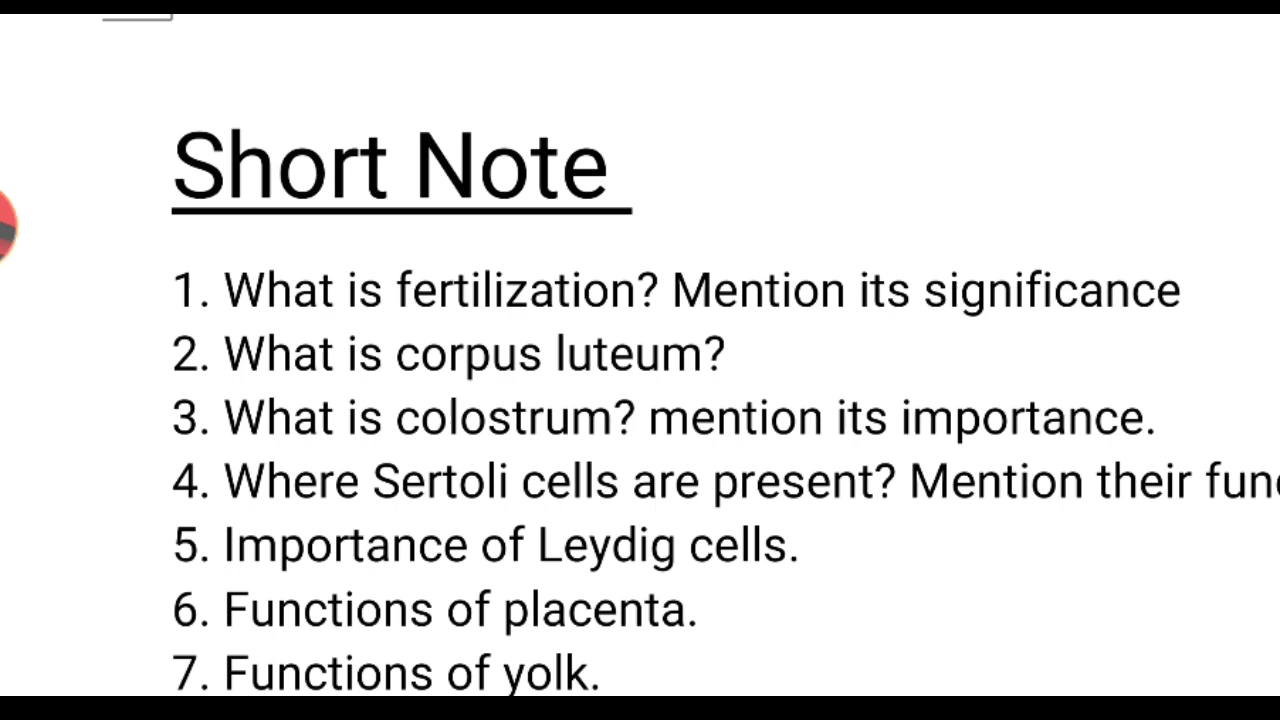 Short Note
1. What is fertilization? Mention its significance
2. What is corpus luteum?
3. What is colostrum? mention its importance.
4. Where Sertoli cells are present? Mention their
5. Importance of Leydig cells.
6. Functions of placenta.
7. Functions of yolk.